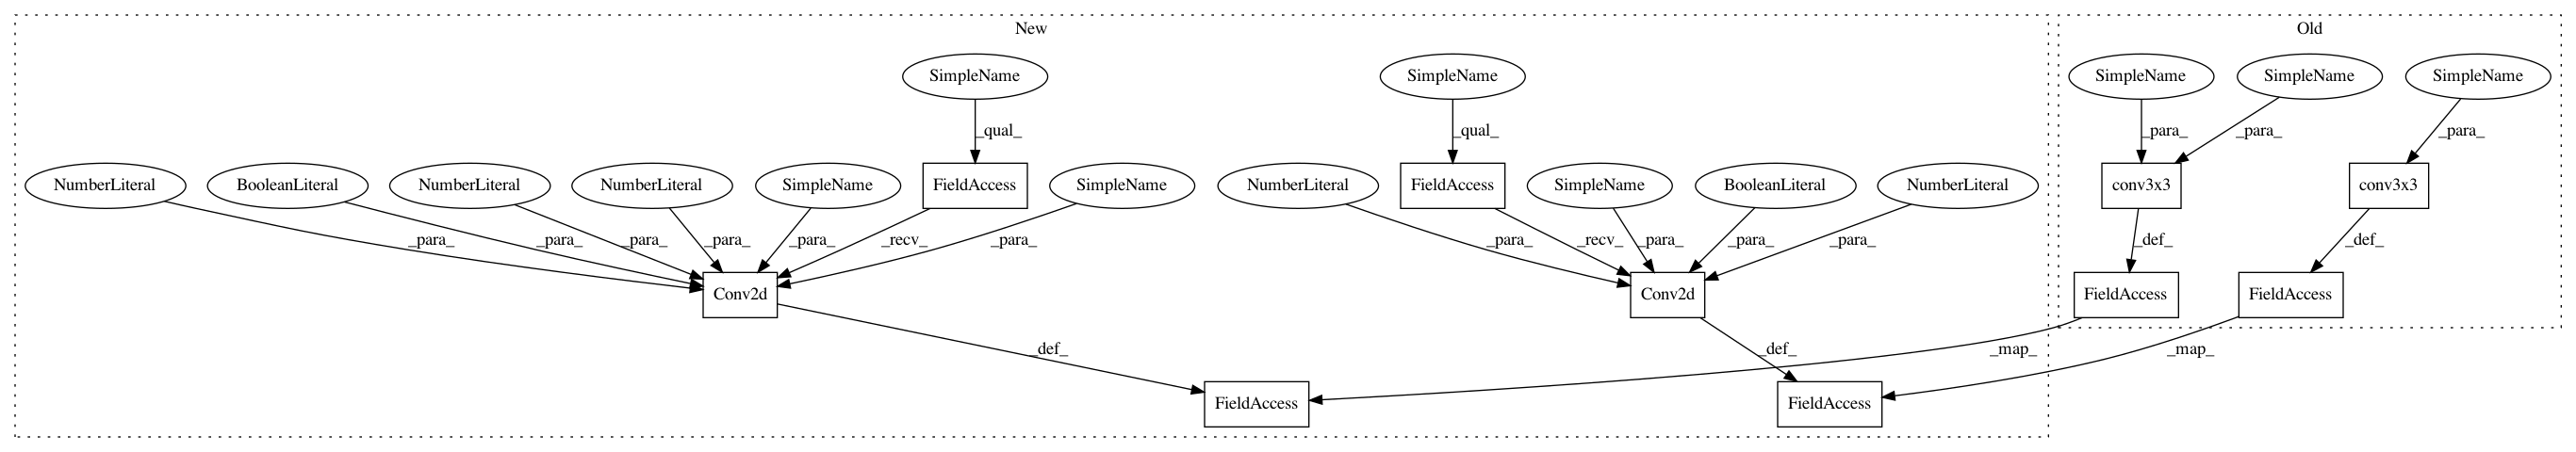 New
Old
SimpleName
SimpleName
SimpleName
SimpleName
SimpleName
_qual_
_qual_
_para_
_para_
_para_
NumberLiteral
BooleanLiteral
NumberLiteral
NumberLiteral
SimpleName
FieldAccess
SimpleName
NumberLiteral
FieldAccess
SimpleName
BooleanLiteral
NumberLiteral
conv3x3
conv3x3
_para_
_para_
_para_
_para_
_para_
_recv_
_para_
_para_
_recv_
_para_
_para_
_para_
_def_
_def_
Conv2d
Conv2d
FieldAccess
FieldAccess
_def_
_def_
_map_
_map_
FieldAccess
FieldAccess